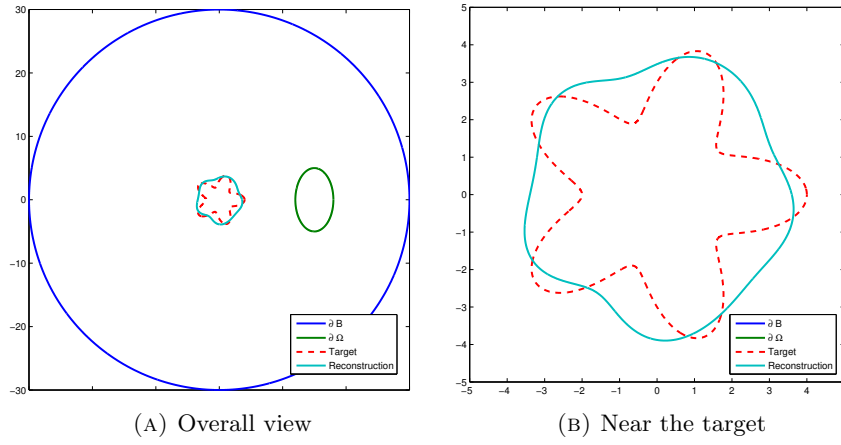 30
20
10
0
−10
−20
−30
∂ B
∂ Ω
Target
Reconstruction
(A) Overall view
5
4
3
2
1
0
−1
−2
−3
−4
−5
−5 −4 −3 −2 −1 0 1 2 3 4
∂ B
∂ Ω
Target
Reconstruction
(B) Near the target